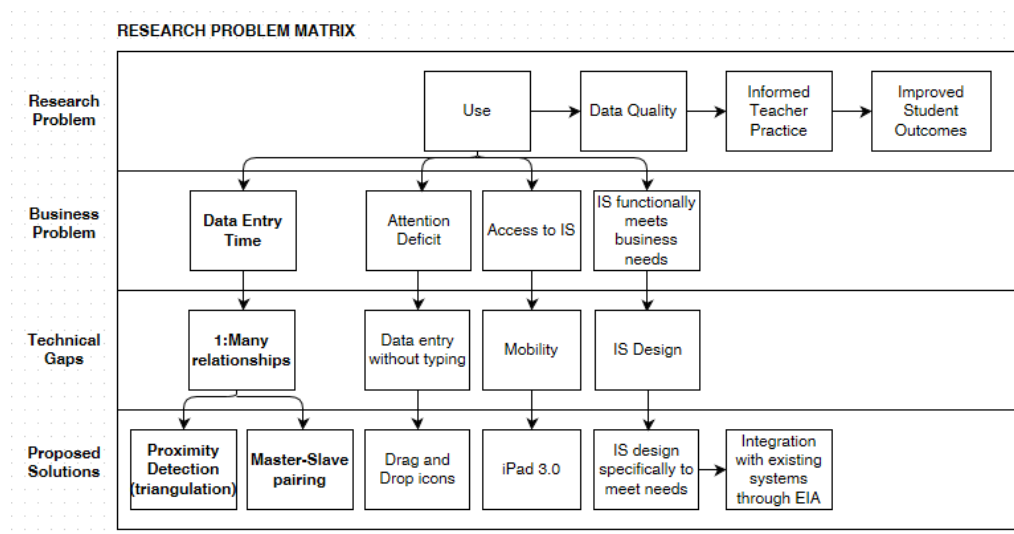 RESEARCH PROBLEM MATRIX
Research
Problem
Use
Data Quality
Informed
Teacher
Practice
Improved
Student
Outcomes
Business
Problem
Data Entry
Time
Attention
Deficit
Access to IS
IS functionally
meets
business
needs
Technical
Gaps
1:Many
relationships
Data entry
without typing
Mobility
IS Design
Proposed
Solutions
Proximity
Detection
(triangulation)
Master-Slave
pairing
Drag and
Drop icons
iPad 3.0
IS design
specifically to
meet needs
Integration
with existing
systems
through EIA